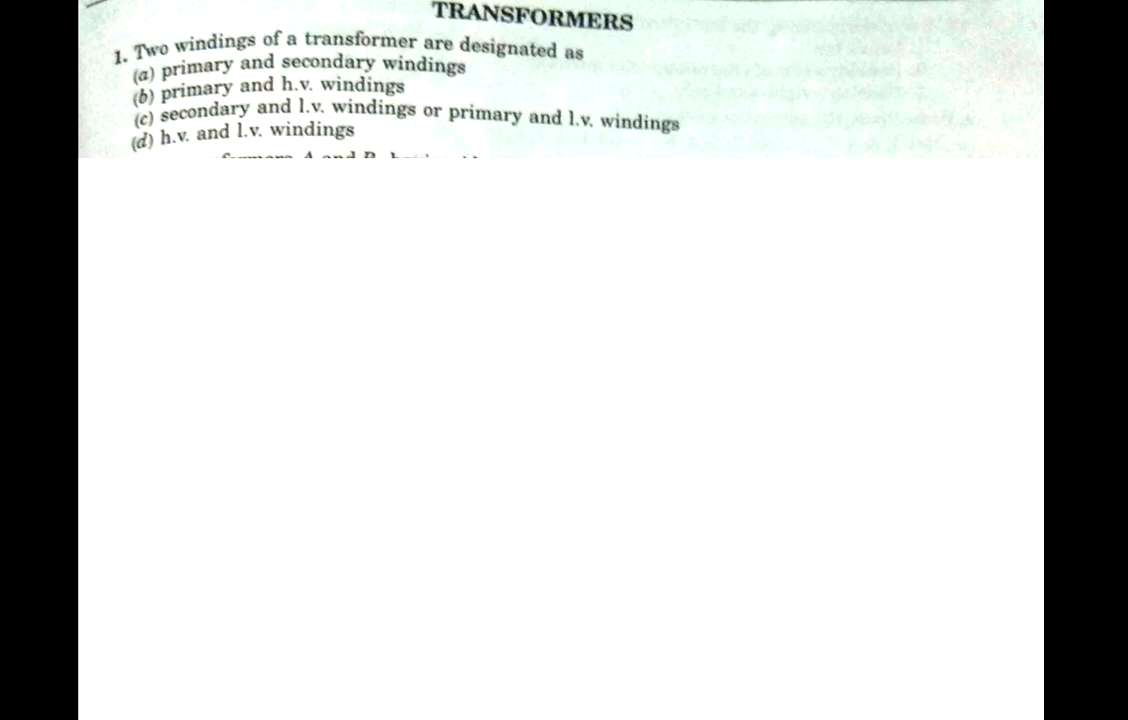 TRANSFORMERS
1. Two windings of a transformer are designated as
(a) primary and secondary windings
(b) primary and h.v. windings
(c) secondary and l.v. windings or primary and l.v. windings
(d) h.v. and l.v. windings
A and B